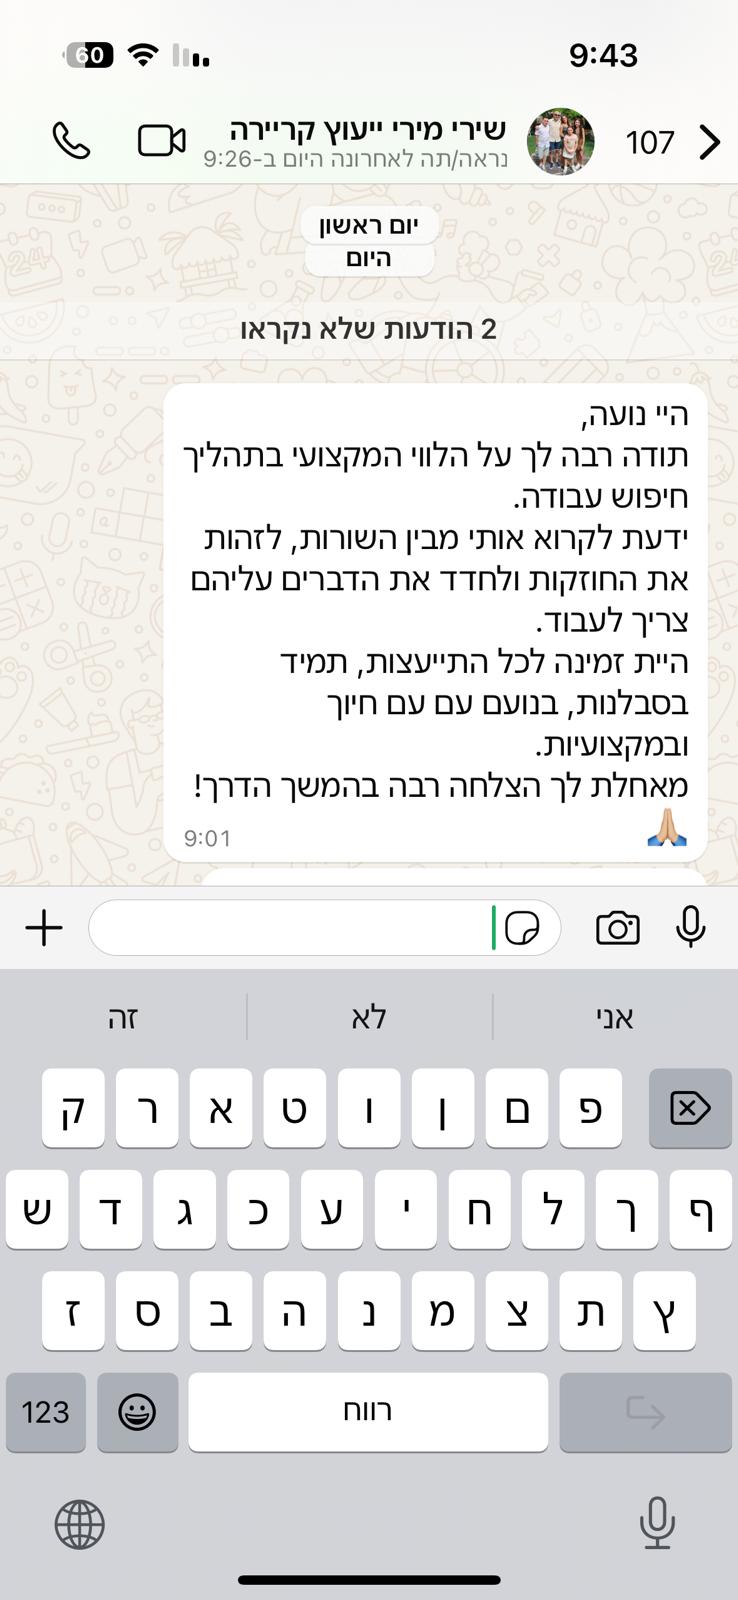 9:43
60
107
שירי מירי ייעוץ קריירה
נראה/תה לאחרונה היום ב-9:26
יום ראשון
היום
2 הודעות שלא נקראו
היי נועה,
תודה רבה לך על הלווי המקצועי בתהליך
חיפוש עבודה.
ידעת לקרוא אותי מבין השורות, לזהות
את החוזקות ולחדד את הדברים עליהם
צריך לעבוד.
היית זמינה לכל התייעצות, תמיד
בסבלנות, בנועם עם עם חיוך
ובמקצועיות.
מאחלת לך הצלחה רבה בהמשך הדרך!
🙏🏼
9:01
אני לא זה
פ ם ן ו ט א ר ק
ף ך ל ח י ע כ ג ד ש
ץ ת צ מ נ ה ב ס ז
רווח 123